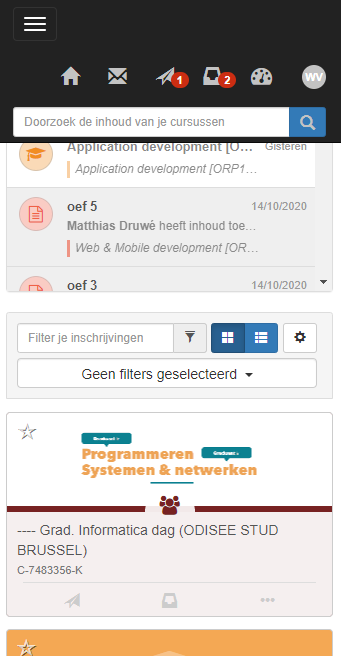 1
2
WV
Doorzoek de inhoud van je cursussen
Application development [O... Gisteren
Application development [ORP1...
oef 5 14/10/2020
Matthias Druwé heeft inhoud toe...
Web & Mobile development [OR...
oef 3 14/10/2020
Filter je inschrijvingen
Geen filters geselecteerd
Programmeren
Systemen & netwerken
---- Grad. Informatica dag (ODISEE STUD
BRUSSEL)
C-7483356-K